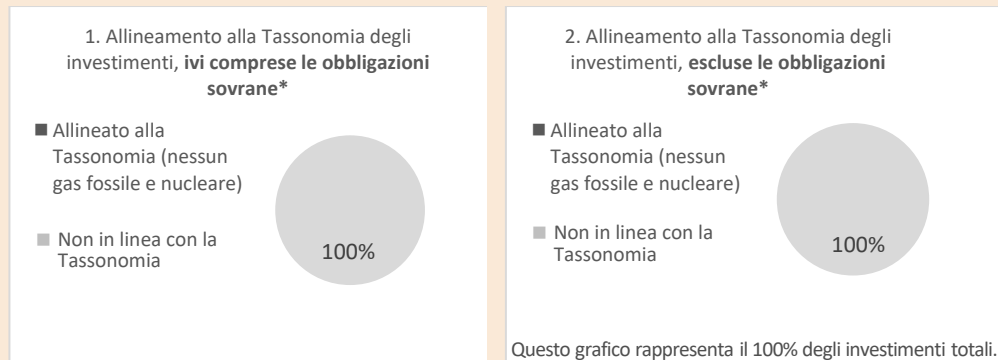 1. Allineamento alla Tassonomia degli
investimenti, ivi comprese le obbligazioni
sovrane*
Allineato alla
Tassonomia (nessun
gas fossile e nucleare)
Non in linea con la
Tassonomia
100%
2. Allineamento alla Tassonomia degli
investimenti, escluse le obbligazioni
sovrane*
Allineato alla
Tassonomia (nessun
gas fossile e nucleare)
Non in linea con la
Tassonomia
100%
Questo grafico rappresenta il 100% degli investimenti totali.